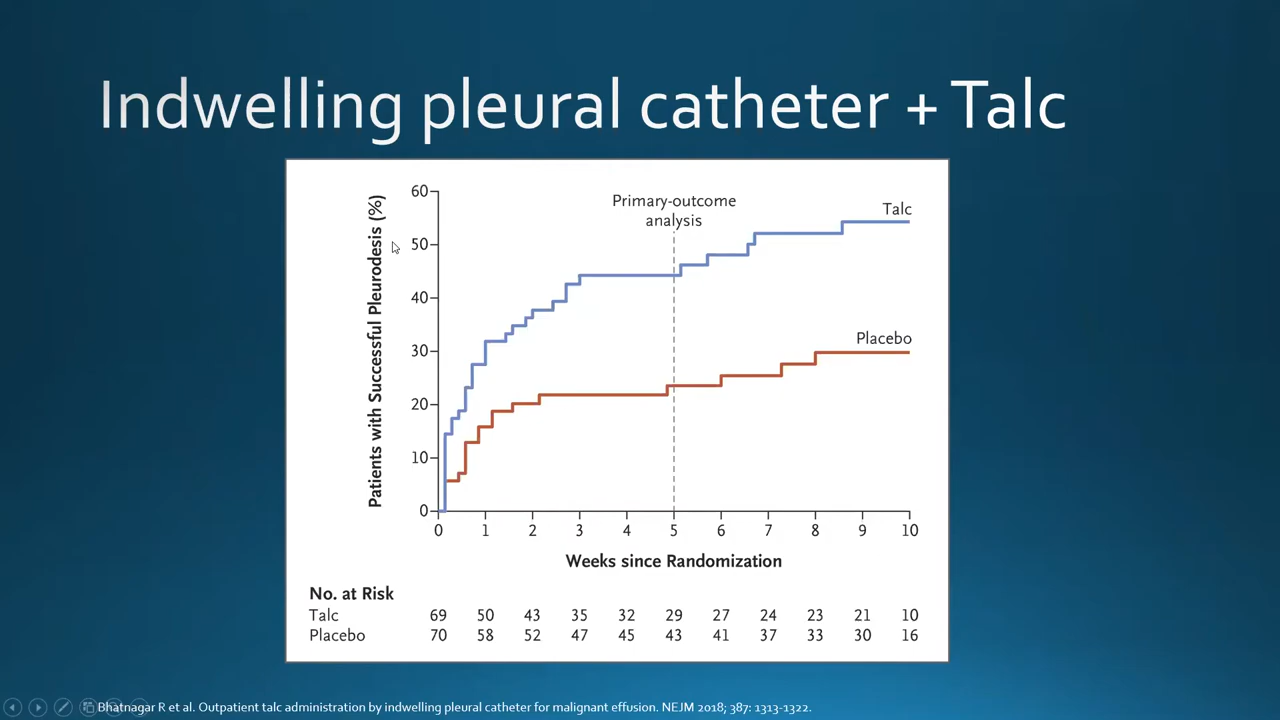 Indwelling pleural catheter + Talc
Patients with Successful Pleurodesis (%)
60
50
40
30
20
10
0
Primary-outcome
analysis
Talc
Placebo
0 1 2 3 4 5 6 7 8 9 10
Weeks since Randomization
No. at Risk
Talc 69 50 43 35 32 29 27 24 23 21 10
Placebo 70 58 52 47 45 43 41 37 33 30 16
Bhatnagar R et al. Outpatient talc administration by indwelling pleural catheter for malignant effusion. NEJM 2018; 387: 1313-1322.